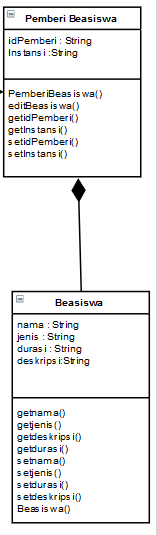 Pemberi Beasiswa
idPemberi : String
Instansi :String
PemberiBeasiswa()
editBeasiswa()
getidPemberi()
getInstansi()
setidPemberi()
setInstansi()
Beasiswa
nama : String
jenis : String
durasi : String
deskripsi:String
getnama()
getjenis()
getdeskripsi()
getdurasi()
setnama()
setjenis()
setdurasi()
setdeskripsi()
Beasiswa()